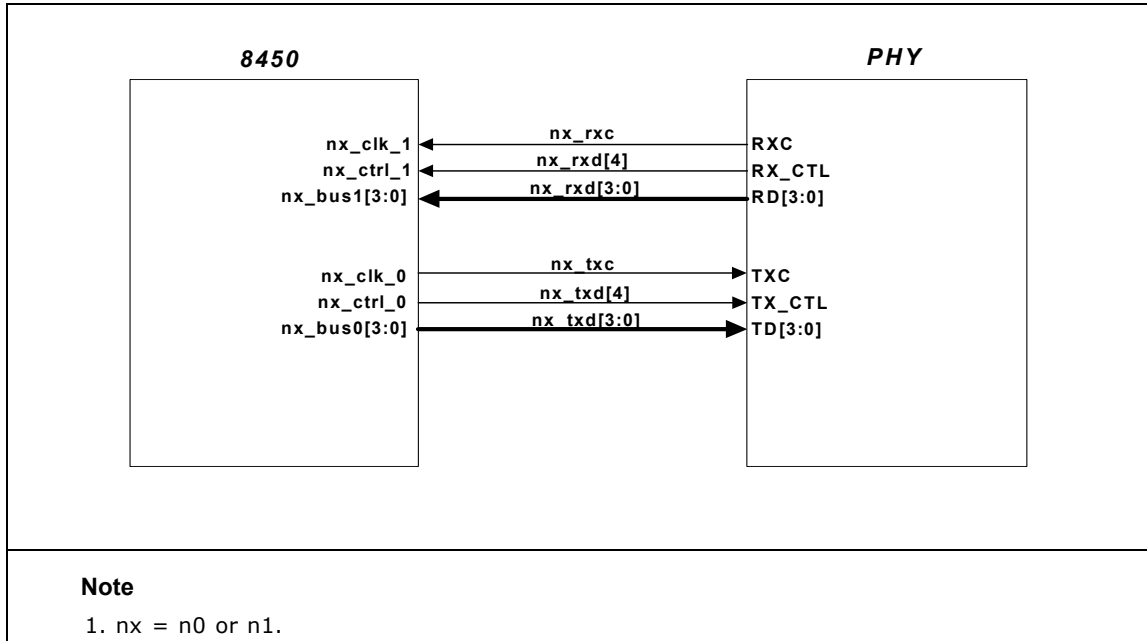 8450 PHY
nx_clk_1 nx_rxc RXC
nx_ctrl_1 nx_rxd[4] RX_CTL
nx_bus1[3:0] nx_rxd[3:0] RD[3:0]
nx_clk_0 nx_txc TXC
nx_ctrl_0 nx_txd[4] TX_CTL
nx_bus0[3:0] nx_txd[3:0] TD[3:0]
Note
1. nx = n0 or n1.